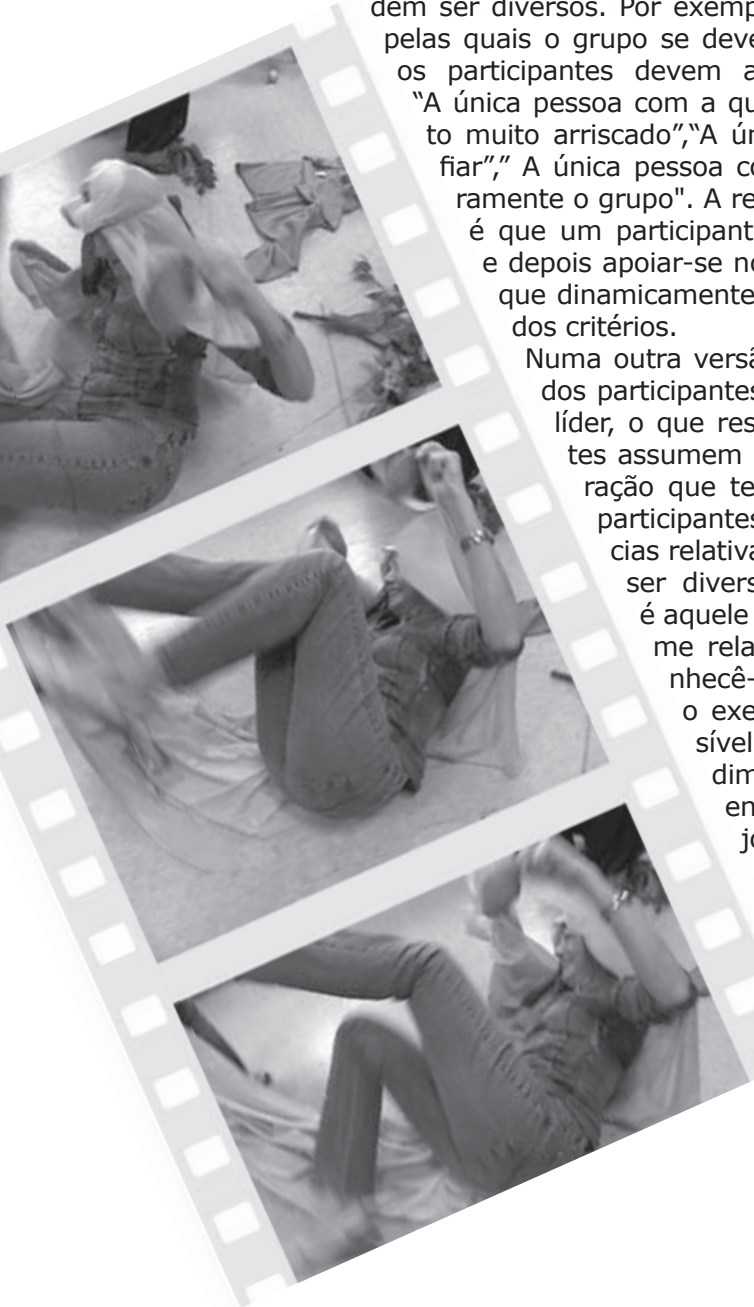 dem ser diversos. Por exemp
pelas quais o grupo se deve
os participantes devem a
“A única pessoa com a qu
to muito arriscado”,“A ún
fiar”,” A única pessoa co
ramente o grupo". A re
é que um participant
e depois apoiar-se no
que dinamicamente
dos critérios.
Numa outra versã
dos participantes
líder, o que res
tes assumem
ração que te
participantes
cias relativa
ser divers
é aquele
me rela
nhecê-
o exe
sível
dim
en
jo